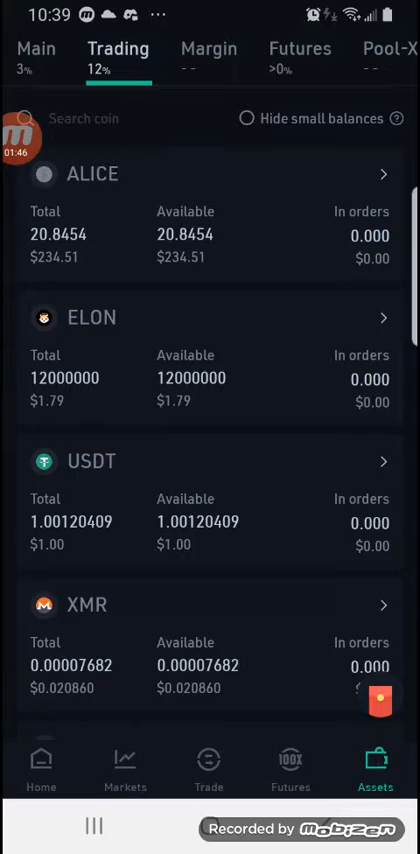 10:39
Main Trading Margin Futures Pool-X
3% 12% -- >0% --
Search coin Hide small balances ?
01:46
ALICE
Total Available In orders
20.8454 20.8454 0.000
$234.51 $234.51 $0.00
ELON
Total Available In orders
12000000 12000000 0.000
$1.79 $1.79 $0.00
USDT
Total Available In orders
1.00120409 1.00120409 0.000
$1.00 $1.00 $0.00
XMR
Total Available In orders
0.00007682 0.00007682 0.000
$0.020860 $0.020860
100X
Home Markets Trade Futures Assets
Recorded by mobizen